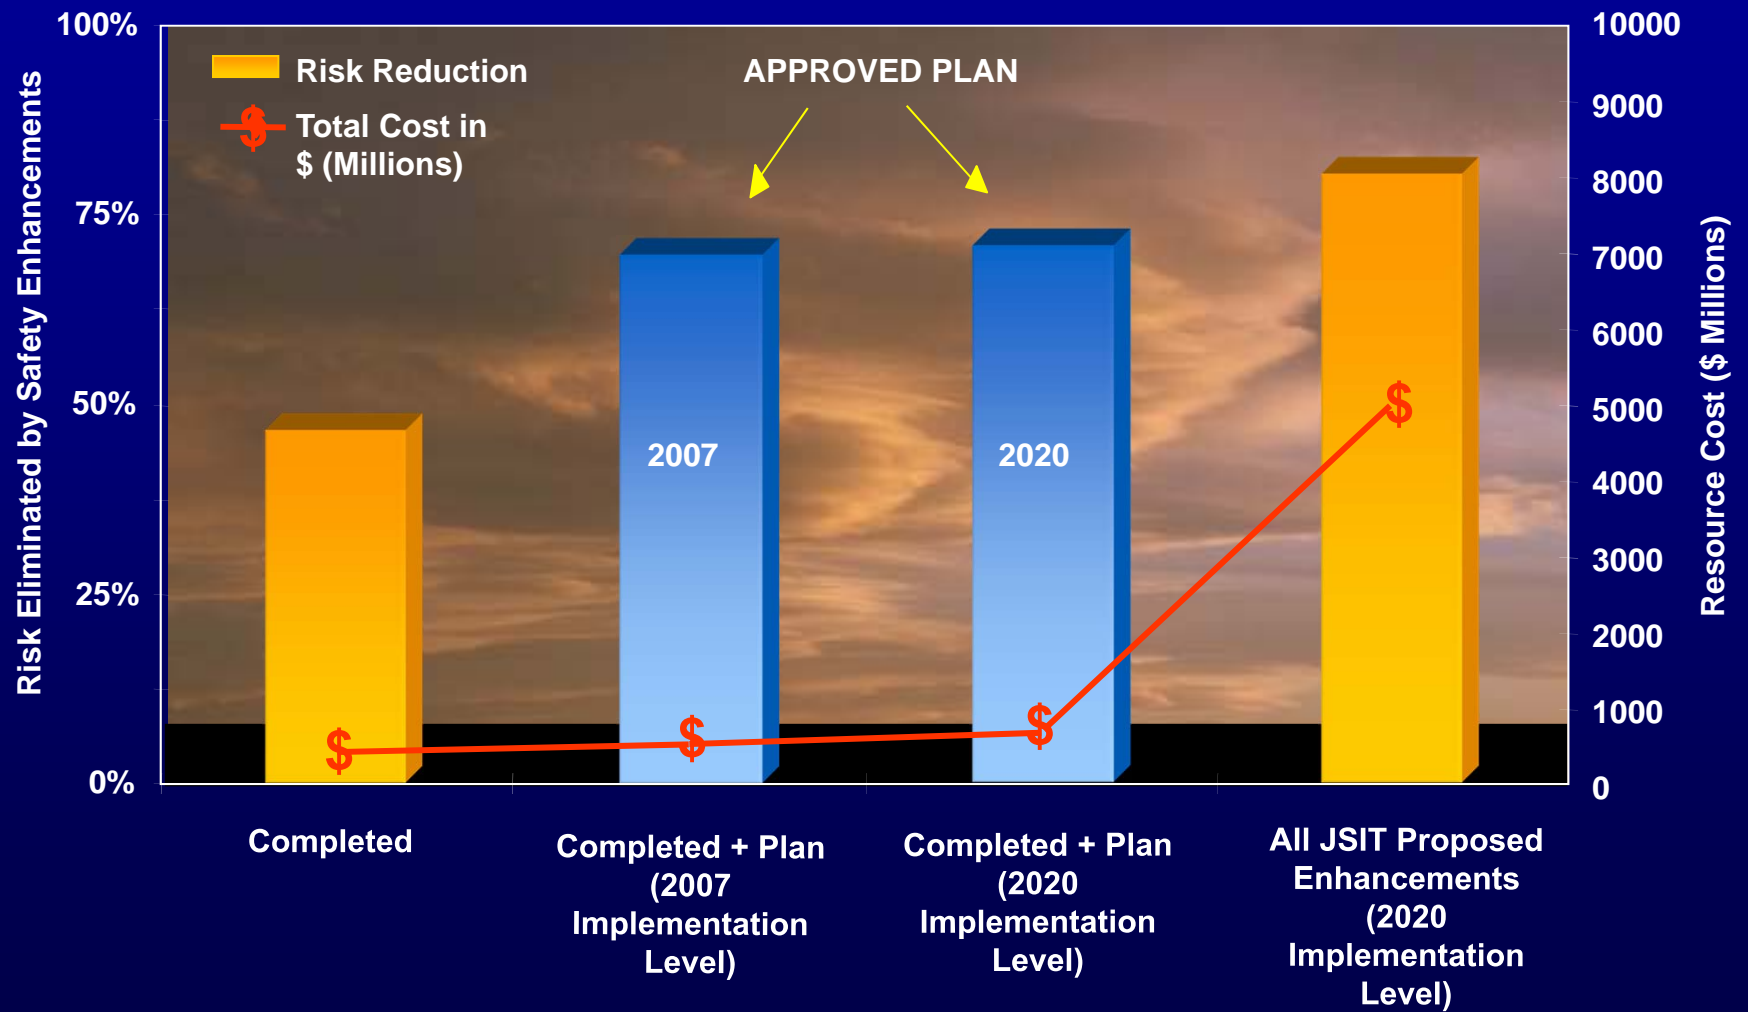 100%
75%
50%
25%
0%
Risk Eliminated by Safety Enhancements
Risk Reduction
$
Total Cost in
$ (Millions)
APPROVED PLAN
2007
2020
$
$
$
$
10000
9000
8000
7000
6000
5000
4000
3000
2000
1000
0
Resource Cost ($ Millions)
Completed
Completed + Plan
(2007
Implementation
Level)
Completed + Plan
(2020
Implementation
Level)
All JSIT Proposed
Enhancements
(2020
Implementation
Level)